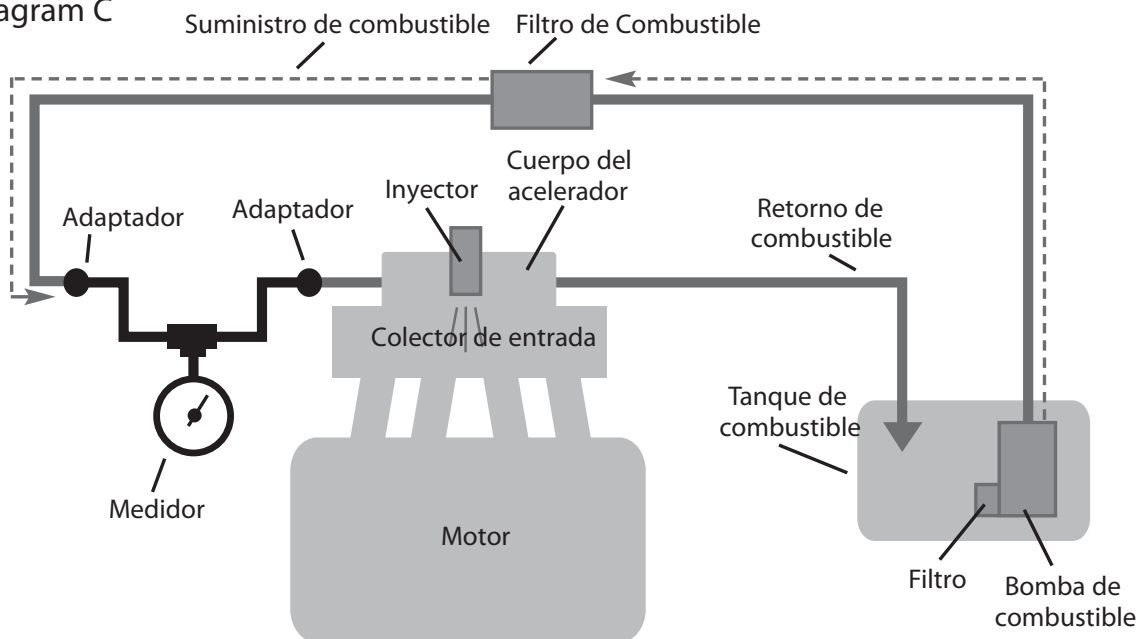 agram C
Suministro de combustible
Filtro de Combustible
Cuerpo del
acelerador
Inyector
Adaptador
Adaptador
Retorno de
combustible
Colector de entrada
Tanque de
combustible
Medidor
Motor
Filtro
Bomba de
combustible